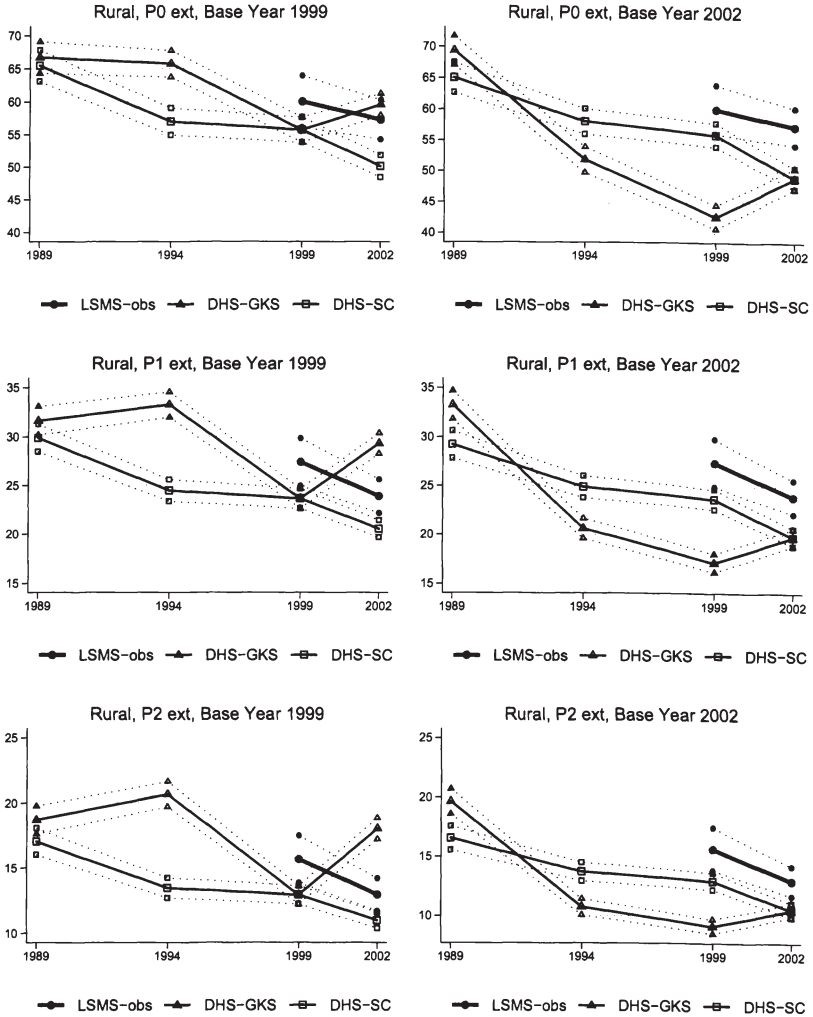 Rural, P0 ext, Base Year 1999
70
65
60
55
50
45
40
1989 1994 1999 2002
LSMS-obs DHS-GKS DHS-SC
Rural, P0 ext, Base Year 2002
70
65
60
55
50
45
40
1989 1994 1999 2002
LSMS-obs DHS-GKS DHS-SC
Rural, P1 ext, Base Year 1999
35
30
25
20
15
1989 1994 1999 2002
LSMS-obs DHS-GKS DHS-SC
Rural, P1 ext, Base Year 2002
35
30
25
20
15
1989 1994 1999 2002
LSMS-obs DHS-GKS DHS-SC
Rural, P2 ext, Base Year 1999
25
20
15
10
1989 1994 1999 2002
LSMS-obs DHS-GKS DHS-SC
Rural, P2 ext, Base Year 2002
25
20
15
10
1989 1994 1999 2002
LSMS-obs DHS-GKS DHS-SC